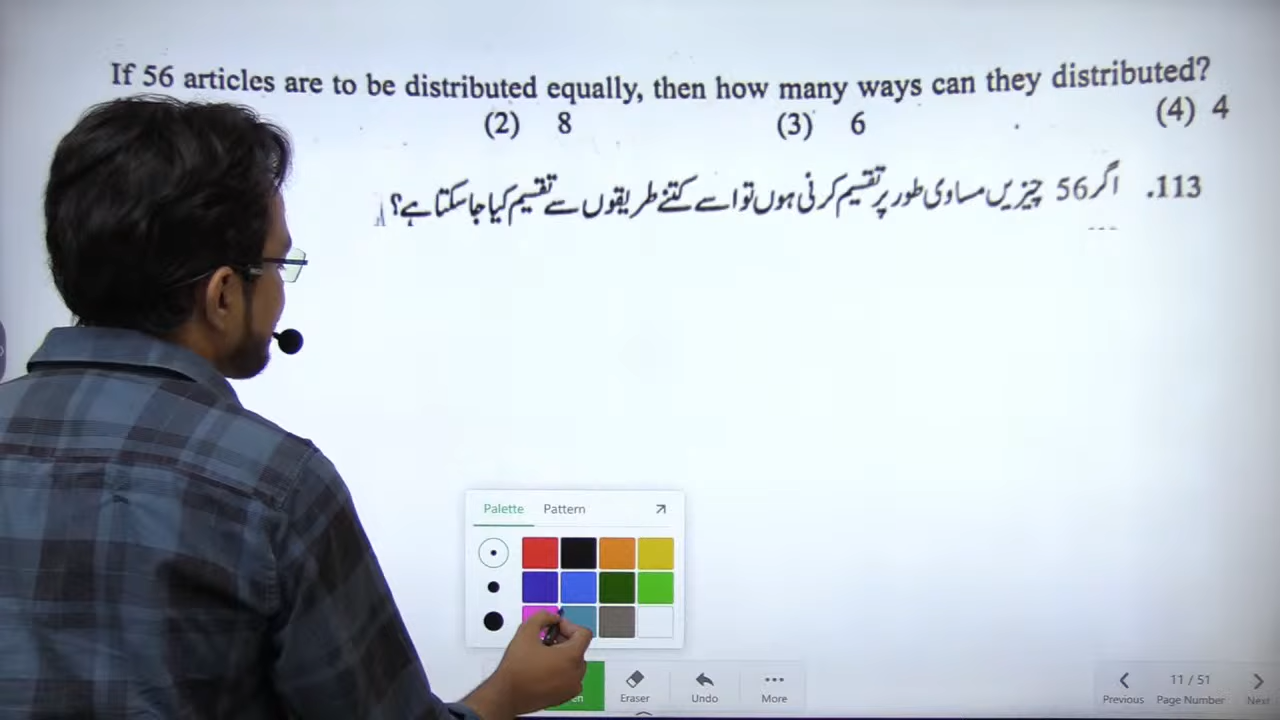 If 56 articles are to be distributed equally, then how many ways can they distributed?
(2) 8 (3) 6 (4) 4
113. اگر 56 چیزیں مساوی طور پر تقسیم کرنی ہوں تو اسے کتنے طریقوں سے تقسیم کیا جا سکتا ہے؟
Palette Pattern
Eraser Undo More
11 / 51
Previous Page Number Next